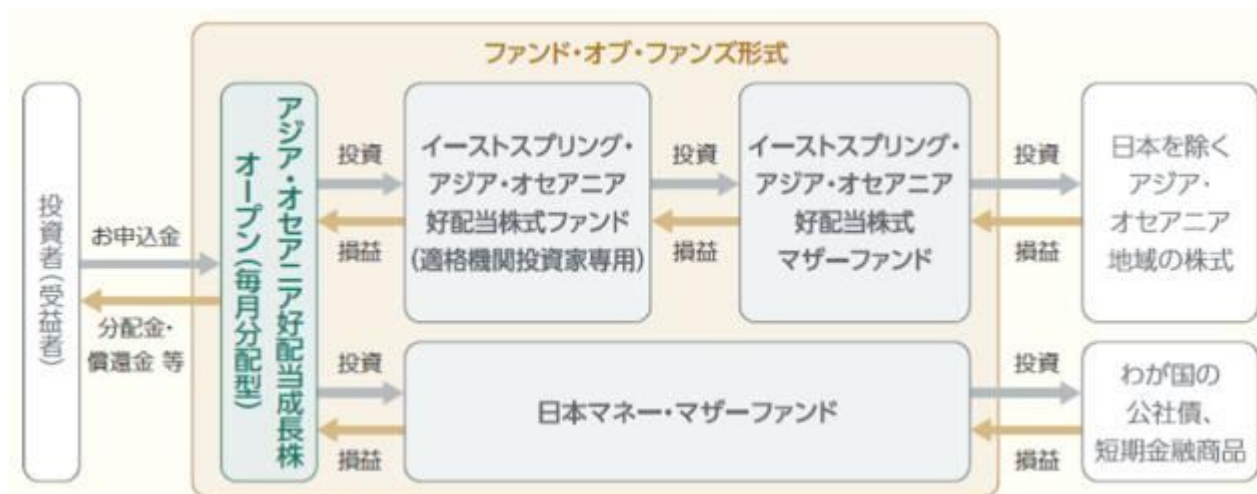 ファンド・オブ・ファンズ形式
投資者(受益者)
お申込金
分配金・
償還金 等
アジア・オセアニア好配当成長株
オープン(毎月分配型)
投資
損益
イーストスプリング・
アジア・オセアニア
好配当株式ファンド
(適格機関投資家専用)
投資
損益
イーストスプリング・
アジア・オセアニア
好配当株式
マザーファンド
投資
損益
日本を除く
アジア・
オセアニア
地域の株式
投資
損益
日本マネー・マザーファンド
投資
損益
わが国の
公社債、
短期金融商品